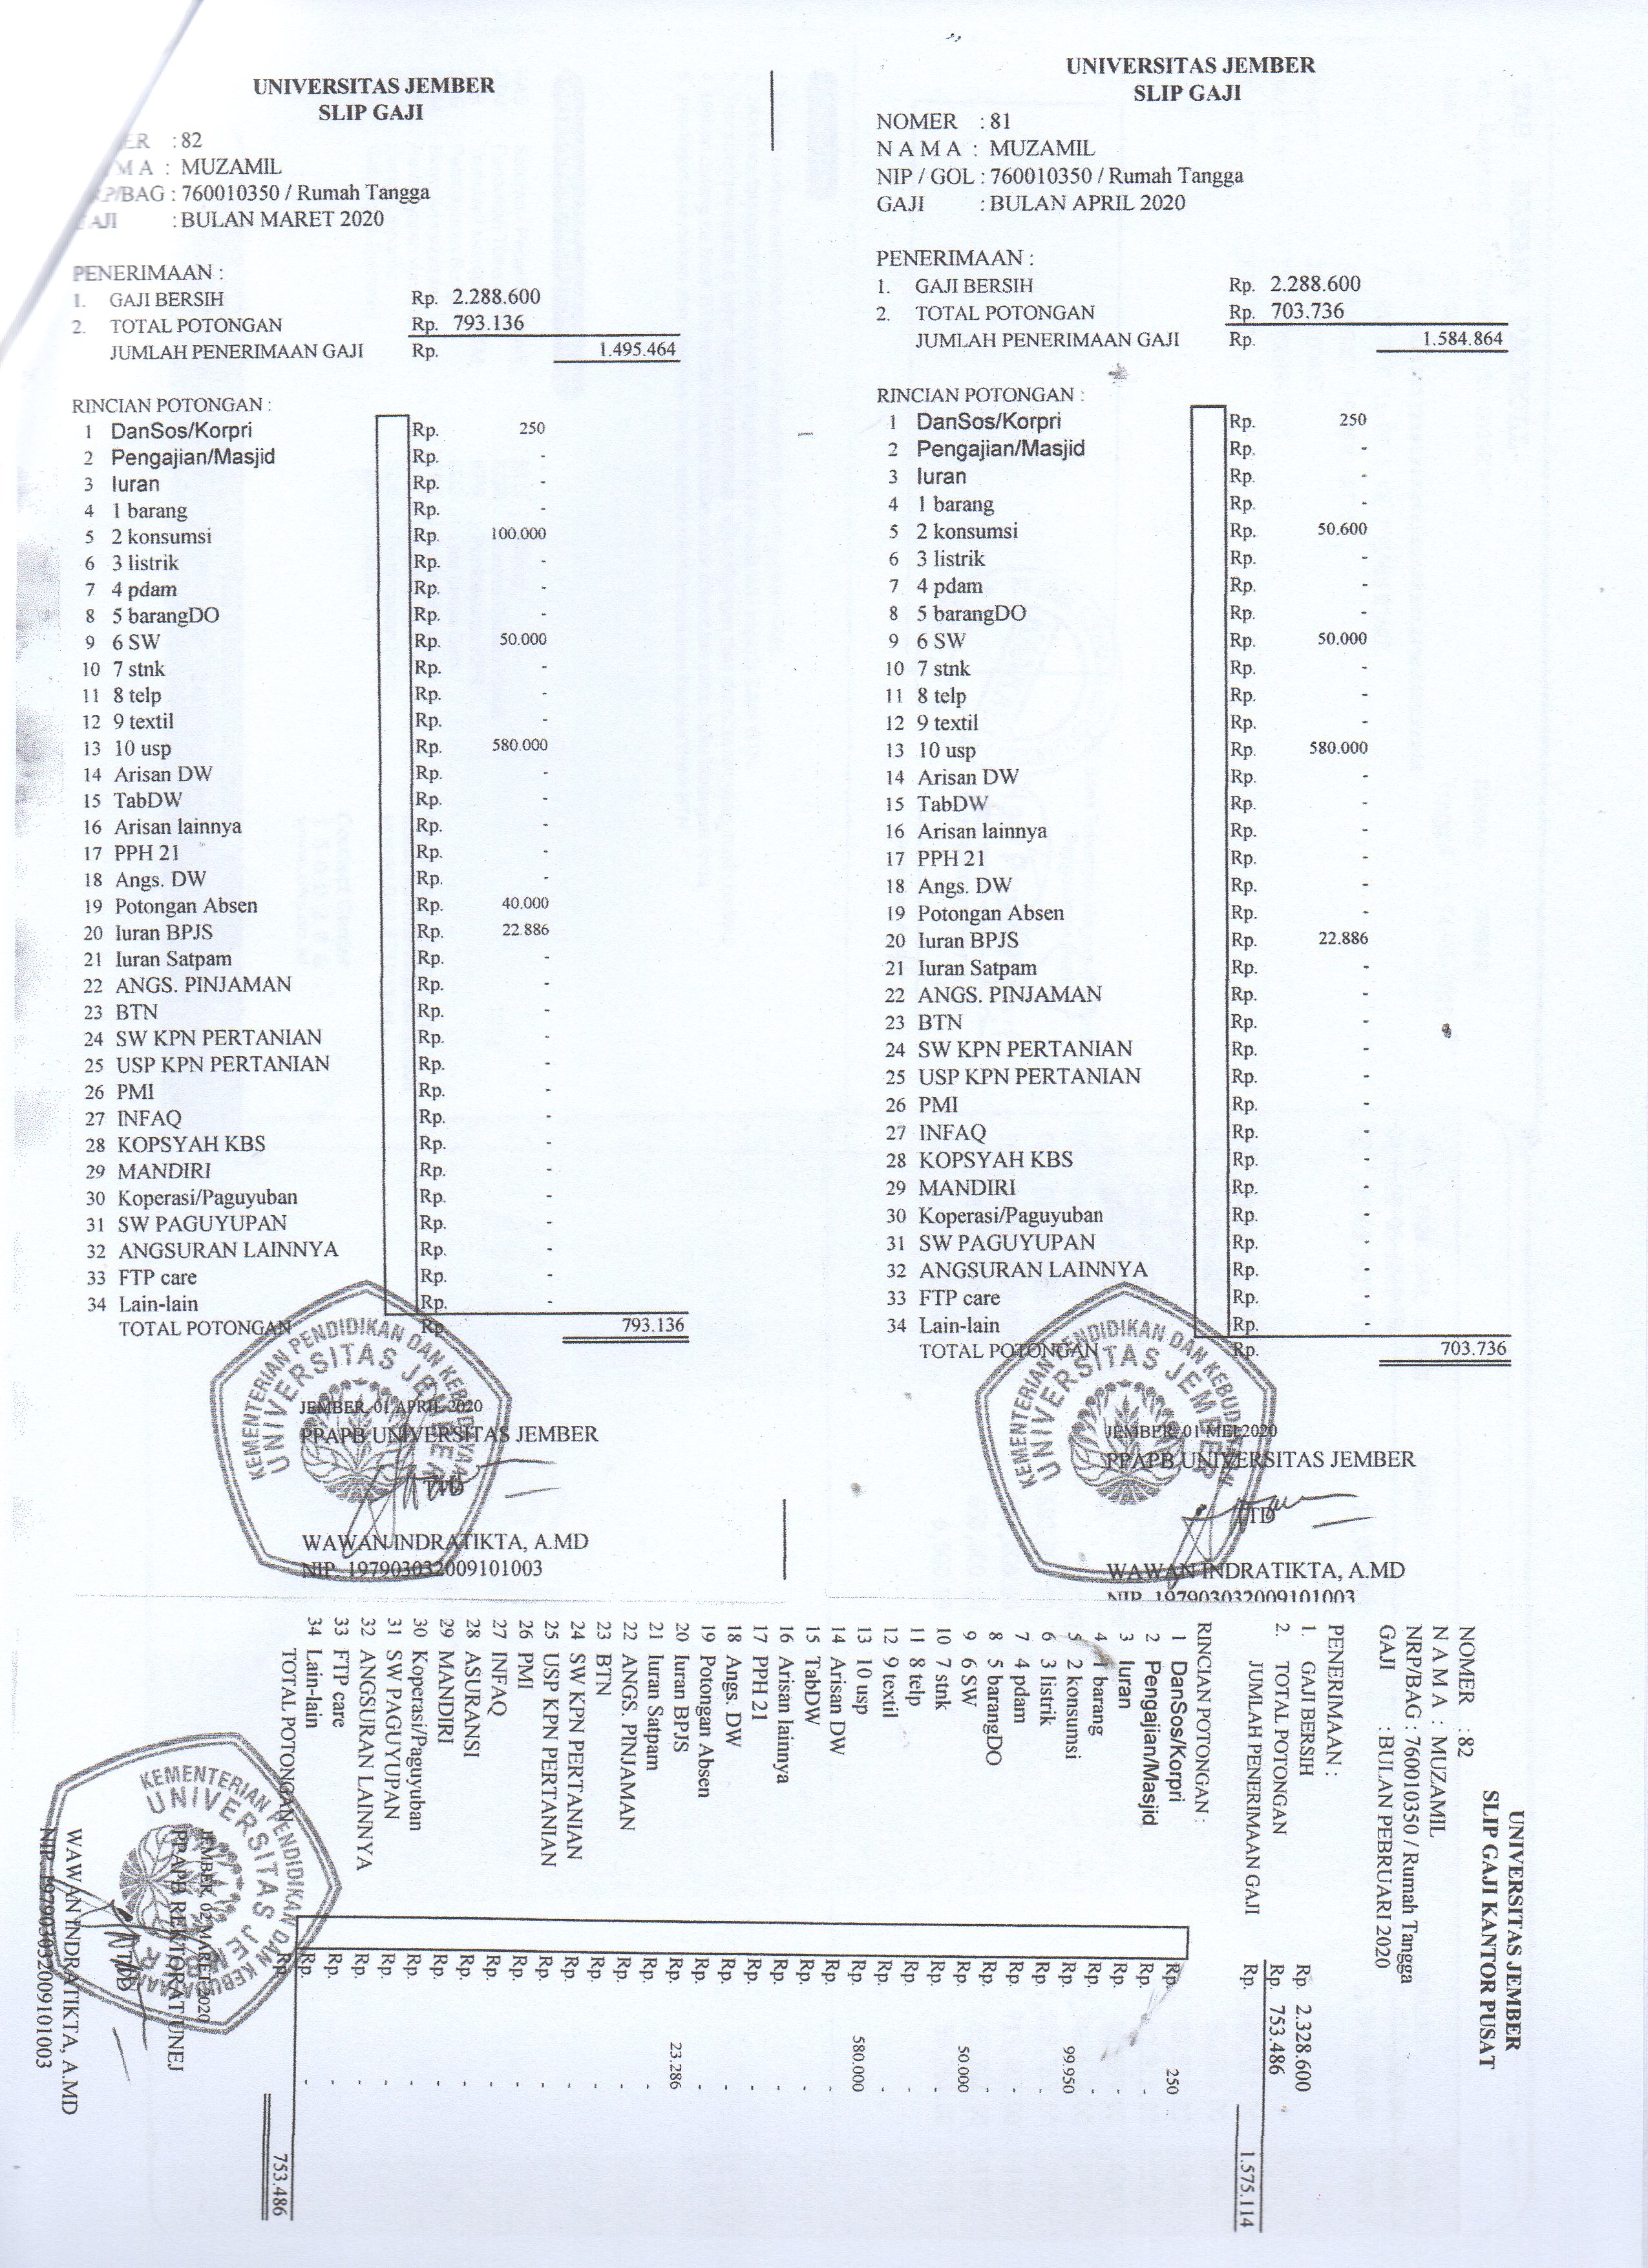 UNIVERSITAS JEMBER
SLIP GAJI
ER : 82
M A : MUZAMIL
P/BAG : 760010350 / Rumah Tangga
AJI : BULAN MARET 2020
PENERIMAAN :
1. GAJI BERSIH Rp. 2.288.600
2. TOTAL POTONGAN Rp. 793.136
JUMLAH PENERIMAAN GAJI Rp. 1.495.464
RINCIAN POTONGAN :
1 DanSos/Korpri Rp. 250
2 Pengajian/Masjid Rp. -
3 Iuran Rp. -
4 1 barang Rp. -
5 2 konsumsi Rp. 100.000
6 3 listrik Rp. -
7 4 pdam Rp. -
8 5 barangDO Rp. -
9 6 SW Rp. 50.000
10 7 stnk Rp. -
11 8 telp Rp. -
12 9 textil Rp. -
13 10 usp Rp. 580.000
14 Arisan DW Rp. -
15 TabDW Rp. -
16 Arisan lainnya Rp. -
17 PPH 21 Rp. -
18 Angs. DW Rp. -
19 Potongan Absen Rp. 40.000
20 Iuran BPJS Rp. 22.886
21 Iuran Satpam Rp. -
22 ANGS. PINJAMAN Rp. -
23 BTN Rp. -
24 SW KPN PERTANIAN Rp. -
25 USP KPN PERTANIAN Rp. -
26 PMI Rp. -
27 INFAQ Rp. -
28 KOPSYAH KBS Rp. -
29 MANDIRI Rp. -
30 Koperasi/Paguyuban Rp. -
31 SW PAGUYUPAN Rp. -
32 ANGSURAN LAINNYA Rp. -
33 FTP care Rp. -
34 Lain-lain Rp. -
TOTAL POTONGAN Rp. 793.136
KEMENTERIAN PENDIDIKAN DAN KEBUDAYAAN
UNIVERSITAS JEMBER
JEMBER, 01 APRIL 2020
PPAPB UNIVERSITAS JEMBER
TTD
WAWAN INDRATIKTA, A.MD
NIP. 197903032009101003
UNIVERSITAS JEMBER
SLIP GAJI
NOMER : 81
N A M A : MUZAMIL
NIP / GOL : 760010350 / Rumah Tangga
GAJI : BULAN APRIL 2020
PENERIMAAN :
1. GAJI BERSIH Rp. 2.288.600
2. TOTAL POTONGAN Rp. 703.736
JUMLAH PENERIMAAN GAJI Rp. 1.584.864
RINCIAN POTONGAN :
1 DanSos/Korpri Rp. 250
2 Pengajian/Masjid Rp. -
3 Iuran Rp. -
4 1 barang Rp. -
5 2 konsumsi Rp. 50.600
6 3 listrik Rp. -
7 4 pdam Rp. -
8 5 barangDO Rp. -
9 6 SW Rp. 50.000
10 7 stnk Rp. -
11 8 telp Rp. -
12 9 textil Rp. -
13 10 usp Rp. 580.000
14 Arisan DW Rp. -
15 TabDW Rp. -
16 Arisan lainnya Rp. -
17 PPH 21 Rp. -
18 Angs. DW Rp. -
19 Potongan Absen Rp. -
20 Iuran BPJS Rp. 22.886
21 Iuran Satpam Rp. -
22 ANGS. PINJAMAN Rp. -
23 BTN Rp. -
24 SW KPN PERTANIAN Rp. -
25 USP KPN PERTANIAN Rp. -
26 PMI Rp. -
27 INFAQ Rp. -
28 KOPSYAH KBS Rp. -
29 MANDIRI Rp. -
30 Koperasi/Paguyuban Rp. -
31 SW PAGUYUPAN Rp. -
32 ANGSURAN LAINNYA Rp. -
33 FTP care Rp. -
34 Lain-lain Rp. -
TOTAL POTONGAN Rp. 703.736
KEMENTERIAN PENDIDIKAN DAN KEBUDAYAAN
UNIVERSITAS JEMBER
JEMBER, 01 MEI 2020
PPAPB UNIVERSITAS JEMBER
TTD
WAWAN INDRATIKTA, A.MD
NIP. 197903032009101003
UNIVERSITAS JEMBER
SLIP GAJI KANTOR PUSAT
NOMER : 82
N A M A : MUZAMIL
NRP/BAG : 760010350 / Rumah Tangga
GAJI : BULAN PEBRUARI 2020
PENERIMAAN :
1. GAJI BERSIH Rp. 2.328.600
2. TOTAL POTONGAN Rp. 753.486
JUMLAH PENERIMAAN GAJI Rp. 1.575.114
RINCIAN POTONGAN :
1 DanSos/Korpri Rp. 250
2 Pengajian/Masjid Rp. -
3 Iuran Rp. -
4 1 barang Rp. -
5 2 konsumsi Rp. 99.950
6 3 listrik Rp. -
7 4 pdam Rp. -
8 5 barangDO Rp. -
9 6 SW Rp. 50.000
10 7 stnk Rp. -
11 8 telp Rp. -
12 9 textil Rp. -
13 10 usp Rp. 580.000
14 Arisan DW Rp. -
15 TabDW Rp. -
16 Arisan lainnya Rp. -
17 PPH 21 Rp. -
18 Angs. DW Rp. -
19 Potongan Absen Rp. -
20 Iuran BPJS Rp. 23.286
21 Iuran Satpam Rp. -
22 ANGS. PINJAMAN Rp. -
23 BTN Rp. -
24 SW KPN PERTANIAN Rp. -
25 USP KPN PERTANIAN Rp. -
26 PMI Rp. -
27 INFAQ Rp. -
28 ASURANSI Rp. -
29 MANDIRI Rp. -
30 Koperasi/Paguyuban Rp. -
31 SW PAGUYUPAN Rp. -
32 ANGSURAN LAINNYA Rp. -
33 FTP care Rp. -
34 Lain-lain Rp. -
TOTAL POTONGAN Rp. 753.486
KEMENTERIAN PENDIDIKAN DAN KEBUDAYAAN
UNIVERSITAS JEMBER
JEMBER, 02 MARET 2020
PPAPB REKTORAT UNEJ
TTD
WAWAN INDRATIKTA, A.MD
NIP. 197903032009101003